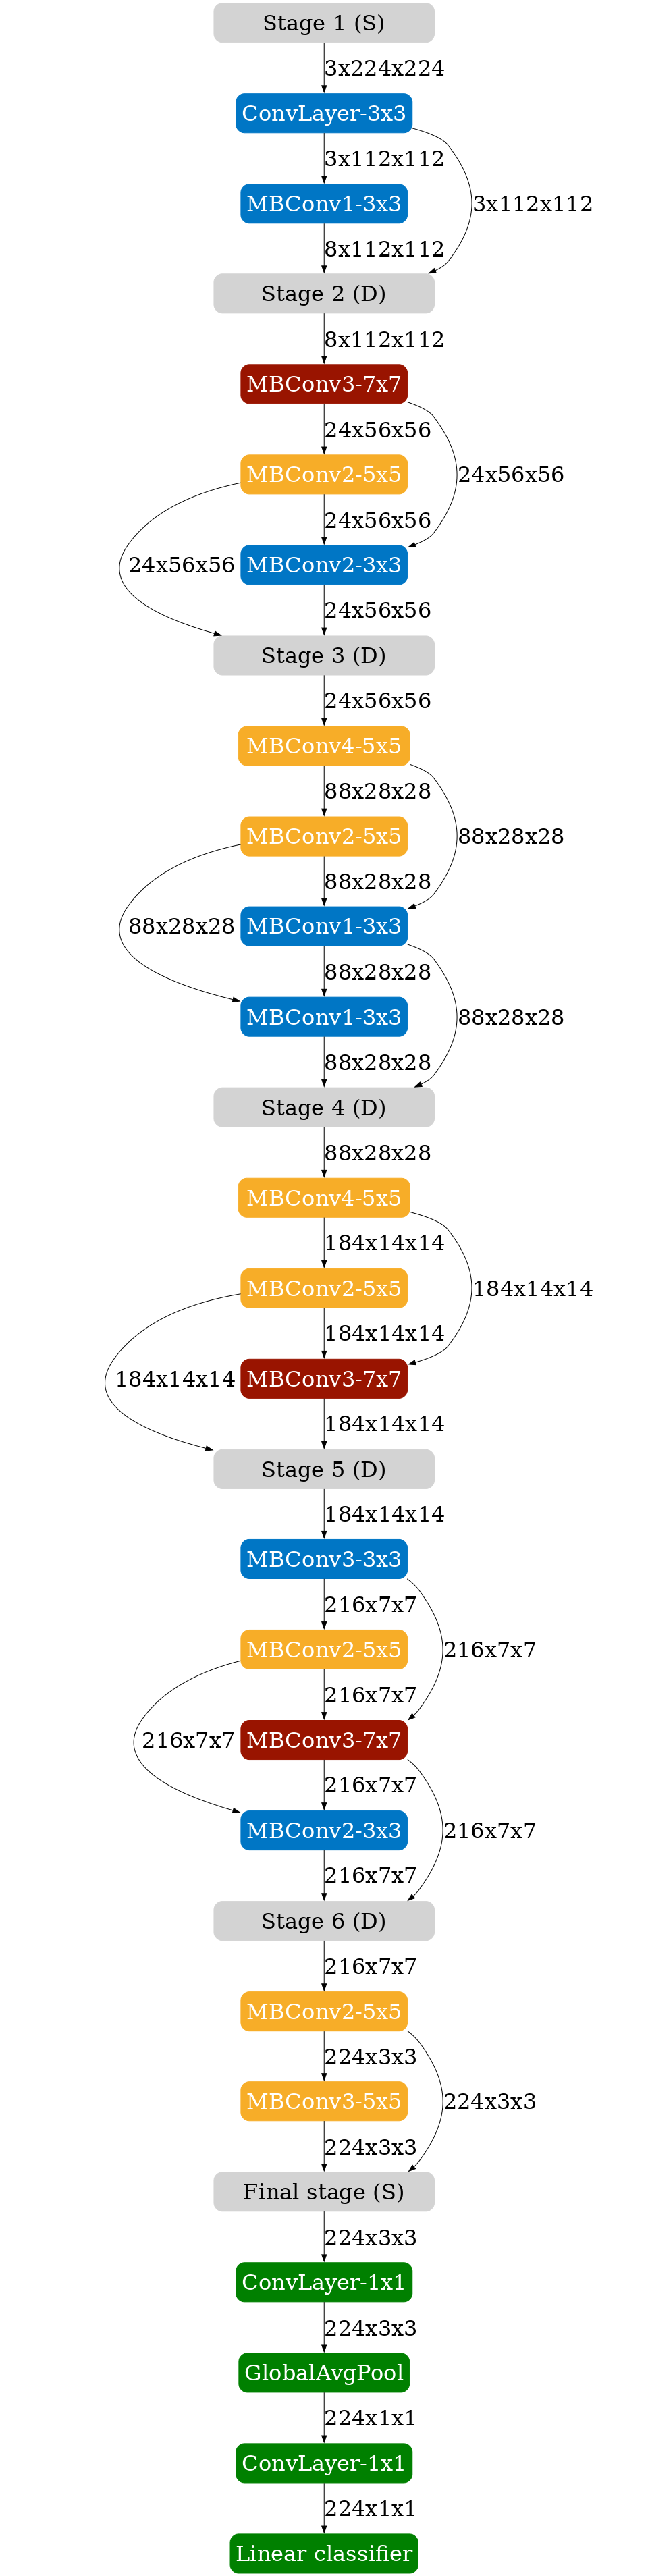 Stage 1 (S)
3x224x224
ConvLayer-3x3
3x112x112
MBConv1-3x3
3x112x112
8x112x112
Stage 2 (D)
8x112x112
MBConv3-7x7
24x56x56
MBConv2-5x5
24x56x56
24x56x56
24x56x56
MBConv2-3x3
24x56x56
Stage 3 (D)
24x56x56
MBConv4-5x5
88x28x28
MBConv2-5x5
88x28x28
88x28x28
88x28x28
MBConv1-3x3
88x28x28
MBConv1-3x3
88x28x28
88x28x28
Stage 4 (D)
88x28x28
MBConv4-5x5
184x14x14
MBConv2-5x5
184x14x14
184x14x14
184x14x14
MBConv3-7x7
184x14x14
Stage 5 (D)
184x14x14
MBConv3-3x3
216x7x7
MBConv2-5x5
216x7x7
216x7x7
216x7x7
MBConv3-7x7
216x7x7
MBConv2-3x3
216x7x7
216x7x7
Stage 6 (D)
216x7x7
MBConv2-5x5
224x3x3
MBConv3-5x5
224x3x3
224x3x3
Final stage (S)
224x3x3
ConvLayer-1x1
224x3x3
GlobalAvgPool
224x1x1
ConvLayer-1x1
224x1x1
Linear classifier